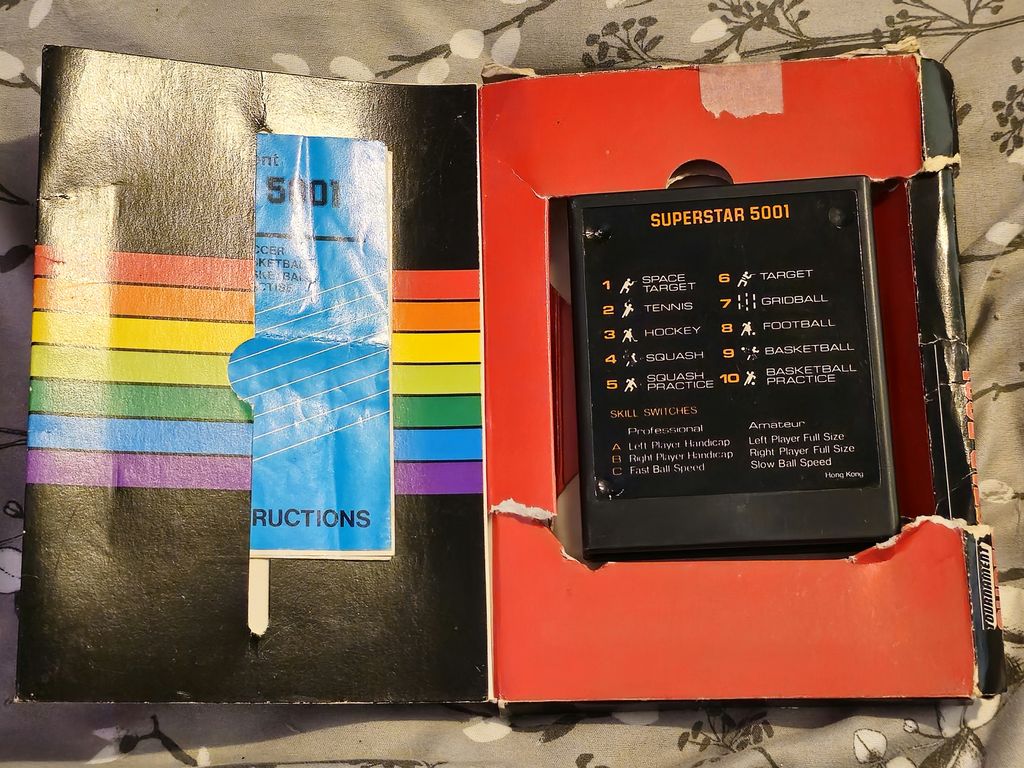 5001
RUCTIONS
SUPERSTAR 5001
1 SPACE TARGET
2 TENNIS
3 HOCKEY
4 SQUASH
5 SQUASH PRACTICE
6 TARGET
7 GRIDBALL
8 FOOTBALL
9 BASKETBALL
10 BASKETBALL PRACTICE
SKILL SWITCHES
Professional Amateur
A Left Player Handicap Left Player Full Size
B Right Player Handicap Right Player Full Size
C Fast Ball Speed Slow Ball Speed
Hong Kong
TOURNAMENT